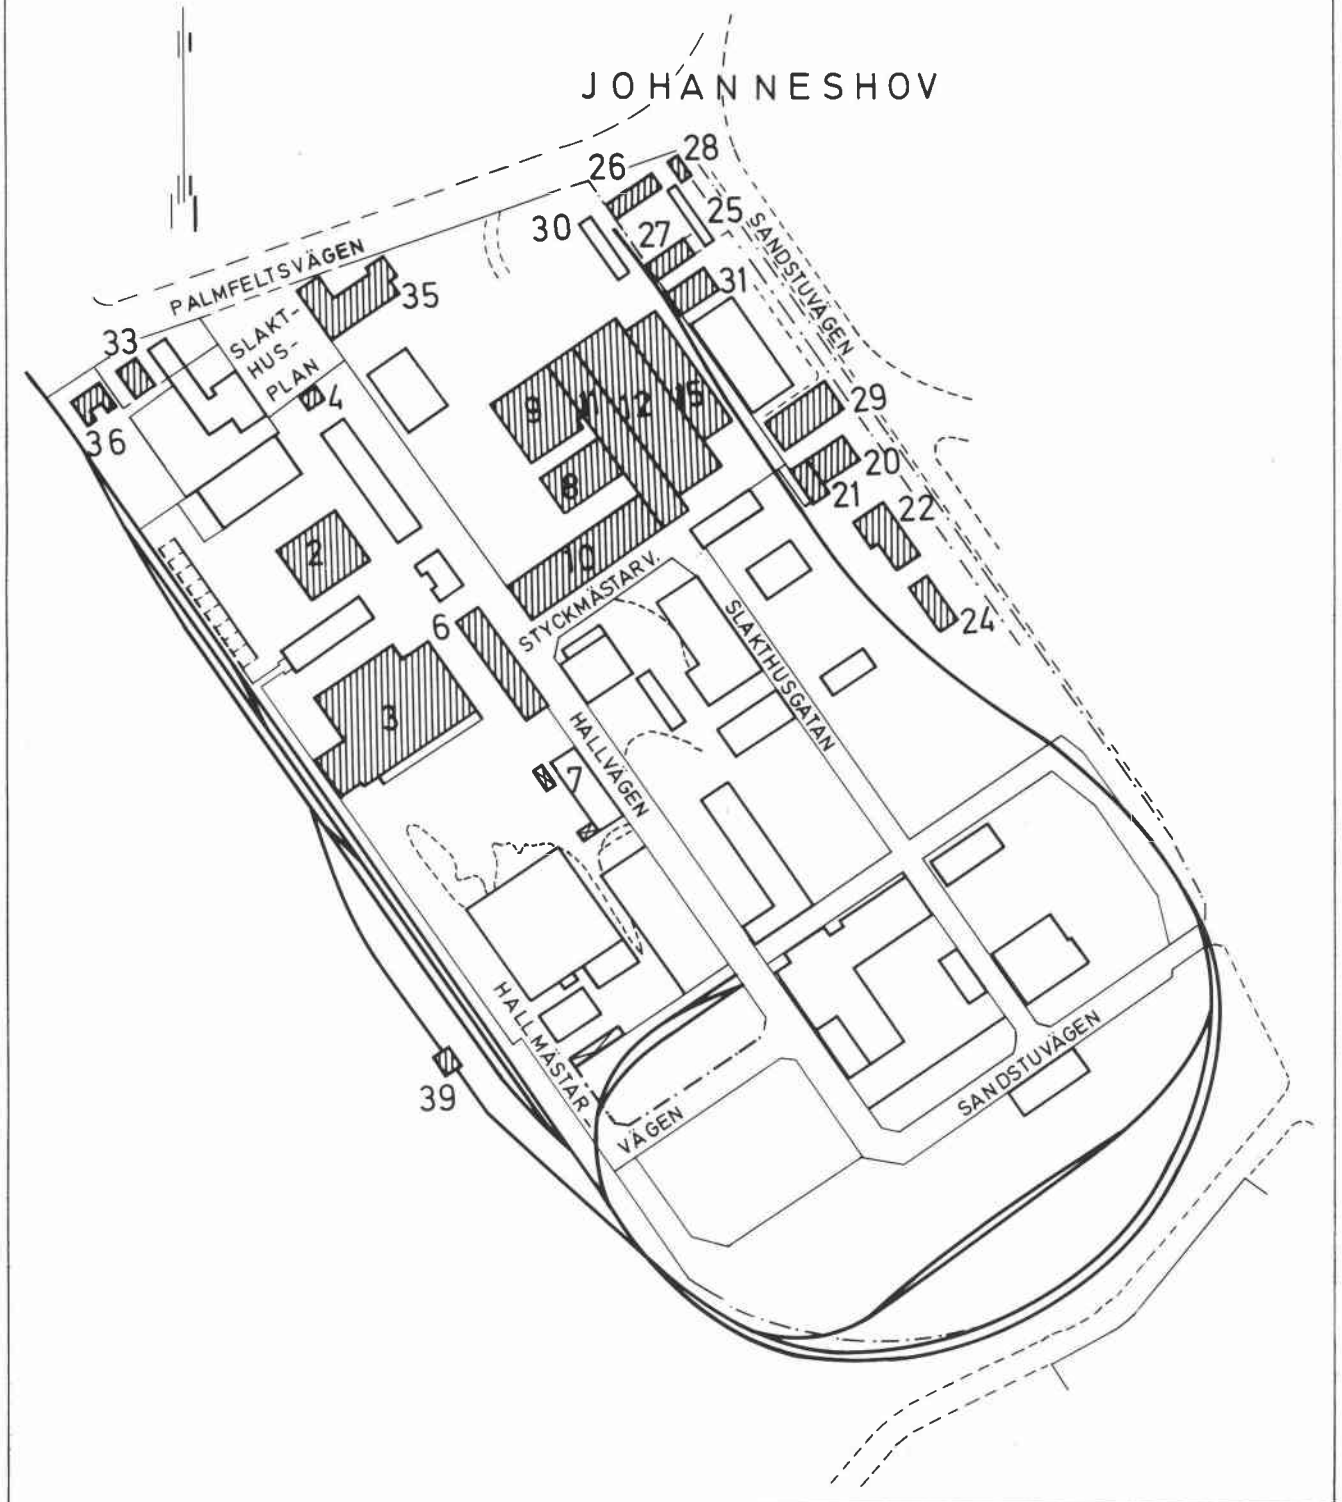 JOHANNESHOV
28
26
25
30
27
SANDSTUVÄGEN
PALMFELTSVÄGEN
31
35
33
SLAKT-
HUS-
PLAN
4
9
11
12
15
29
36
20
8
21
22
2
10
STYCKMÄSTARV.
24
6
SLAKTHUSGATAN
3
HALLVÄGEN
7
HALLMÄSTAR-
VÄGEN
SANDSTUVÄGEN
39